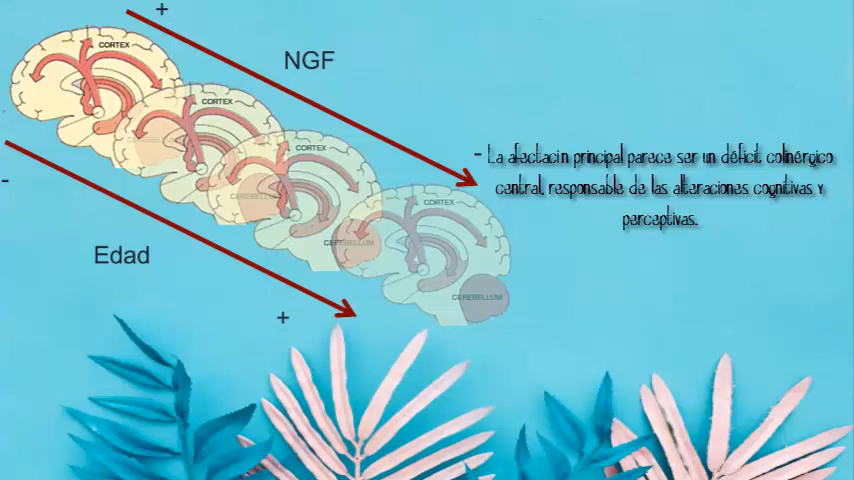 +
NGF
CORTEX
CORTEX
CORTEX
CORTEX
- La afectacin principal parece ser un déficit colinérgico
central, responsable de las alteraciones cognitivas y
perceptivas.
-
-
Edad
CEREBELLUM
CEREBELLUM
CEREBELLUM
+